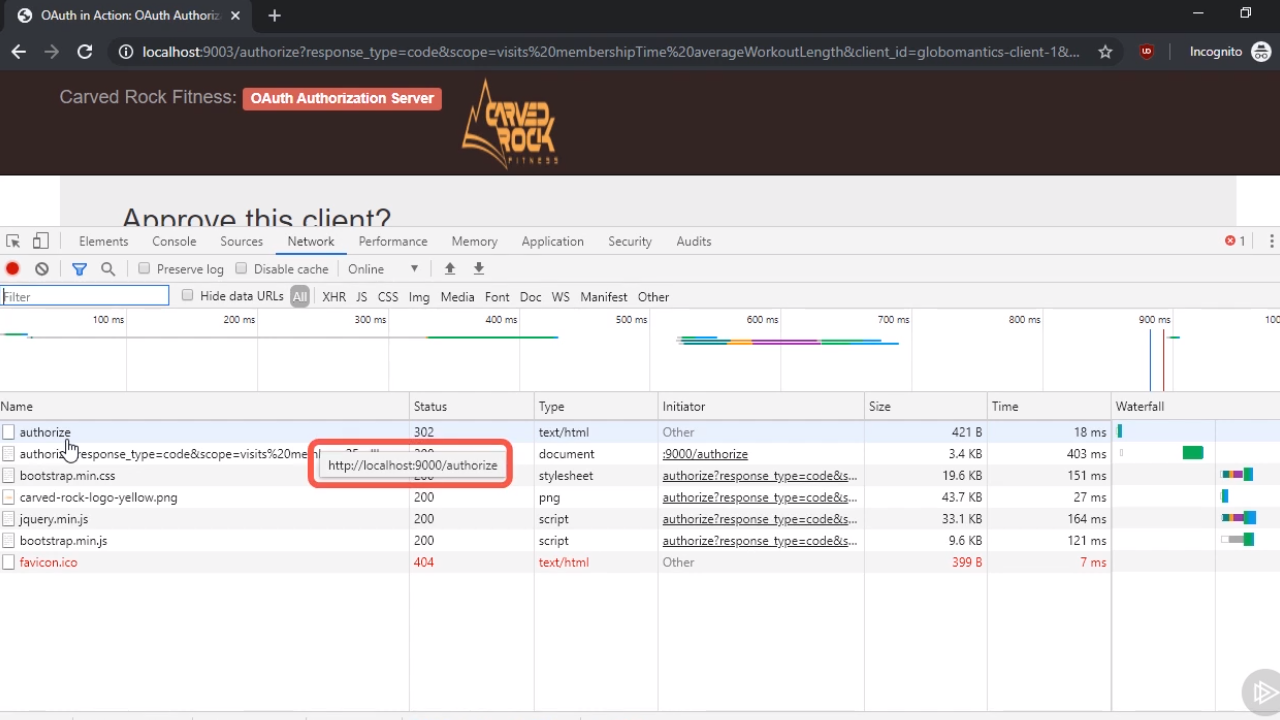 OAuth in Action: OAuth Authoriz
localhost:9003/authorize?response_type=code&scope=visits%20membershipTime%20averageWorkoutLength&client_id=globomantics-client-1&...
Incognito
Carved Rock Fitness: OAuth Authorization Server
CARVED
ROCK
FITNESS
Approve this client?
Elements Console Sources Network Performance Memory Application Security Audits 1
Preserve log Disable cache Online
Filter Hide data URLs All XHR JS CSS Img Media Font Doc WS Manifest Other
100 ms 200 ms 300 ms 400 ms 500 ms 600 ms 700 ms 800 ms 900 ms 100
Name Status Type Initiator Size Time Waterfall
authorize 302 text/html Other 421 B 18 ms
document :9000/authorize 3.4 KB 403 ms
http://localhost:9000/authorize
bootstrap.min.css 200 stylesheet authorize?response_type=code&s... 19.6 KB 151 ms
carved-rock-logo-yellow.png 200 png authorize?response_type=code&s... 43.7 KB 27 ms
jquery.min.js 200 script authorize?response_type=code&s... 33.1 KB 164 ms
bootstrap.min.js 200 script authorize?response_type=code&s... 9.6 KB 121 ms
favicon.ico 404 text/html Other 399 B 7 ms